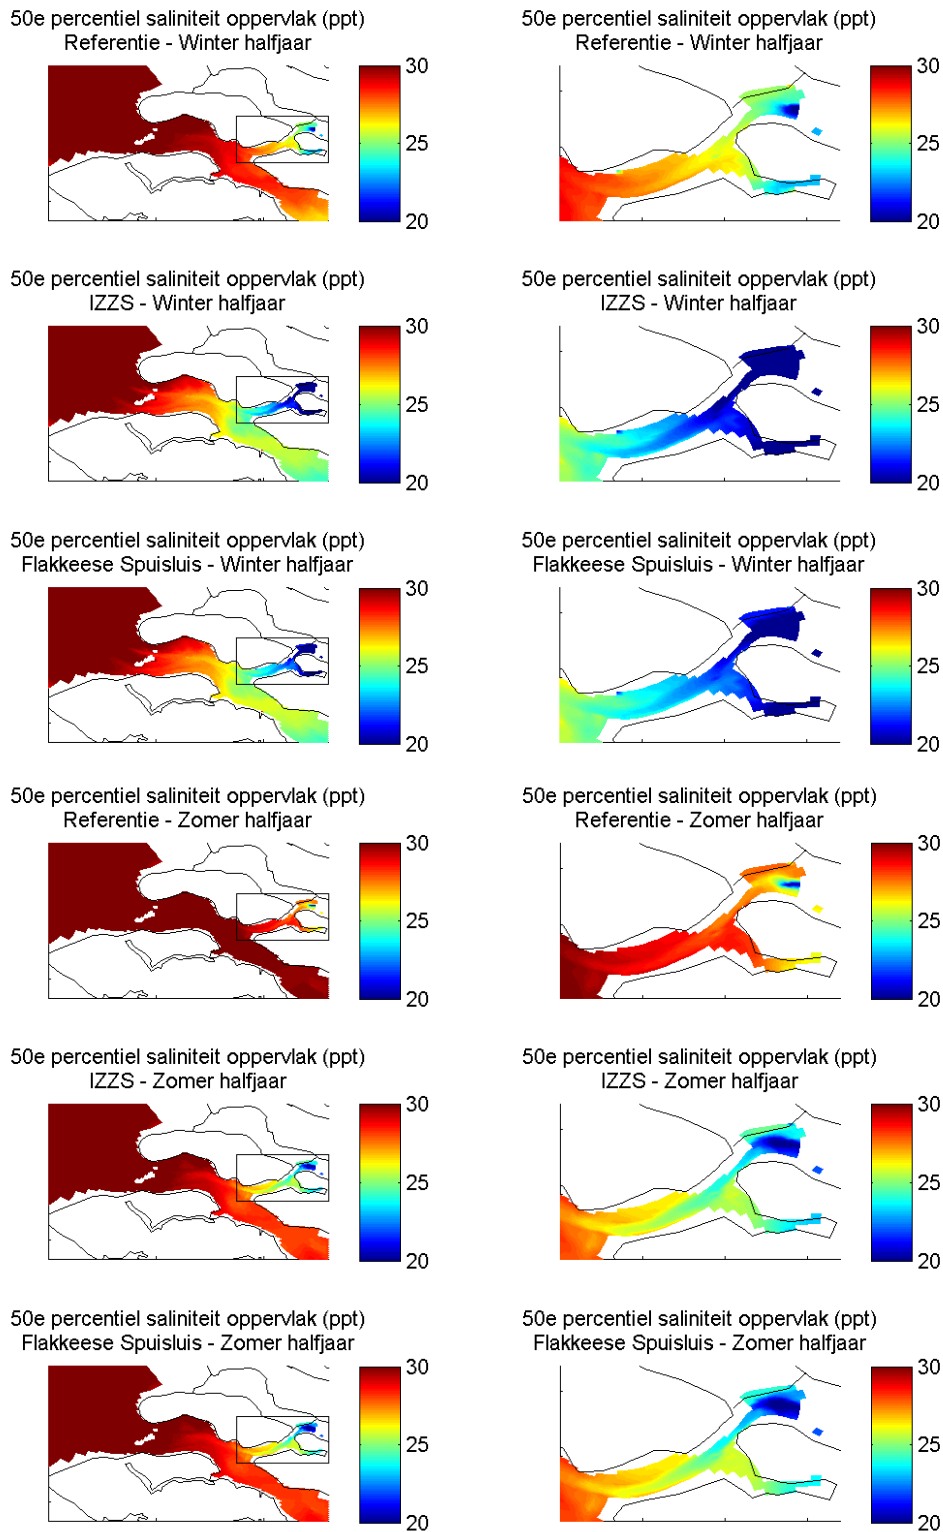 50e percentiel saliniteit oppervlak (ppt)
Referentie - Winter halfjaar
30
25
20
50e percentiel saliniteit oppervlak (ppt)
Referentie - Winter halfjaar
30
25
20
50e percentiel saliniteit oppervlak (ppt)
IZZS - Winter halfjaar
30
25
20
50e percentiel saliniteit oppervlak (ppt)
IZZS - Winter halfjaar
30
25
20
50e percentiel saliniteit oppervlak (ppt)
Flakkeese Spuisluis - Winter halfjaar
30
25
20
50e percentiel saliniteit oppervlak (ppt)
Flakkeese Spuisluis - Winter halfjaar
30
25
20
50e percentiel saliniteit oppervlak (ppt)
Referentie - Zomer halfjaar
30
25
20
50e percentiel saliniteit oppervlak (ppt)
Referentie - Zomer halfjaar
30
25
20
50e percentiel saliniteit oppervlak (ppt)
IZZS - Zomer halfjaar
30
25
20
50e percentiel saliniteit oppervlak (ppt)
IZZS - Zomer halfjaar
30
25
20
50e percentiel saliniteit oppervlak (ppt)
Flakkeese Spuisluis - Zomer halfjaar
30
25
20
50e percentiel saliniteit oppervlak (ppt)
Flakkeese Spuisluis - Zomer halfjaar
30
25
20